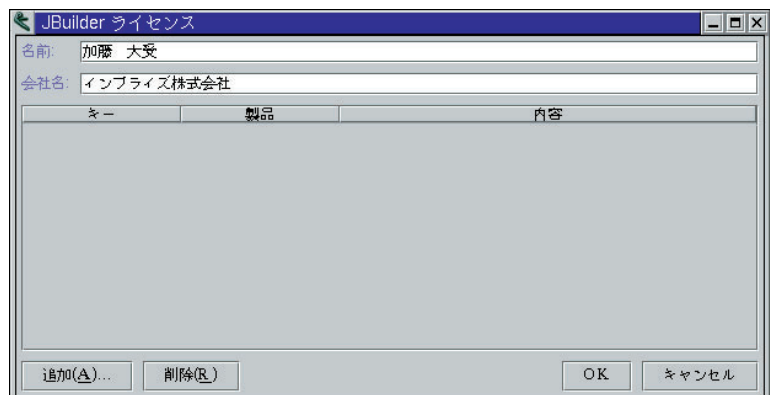 JBuilder ライセンス
名前: 加藤 大受
会社名: インプライズ株式会社
キー 製品 内容
追加(A)... 削除(R) OK キャンセル